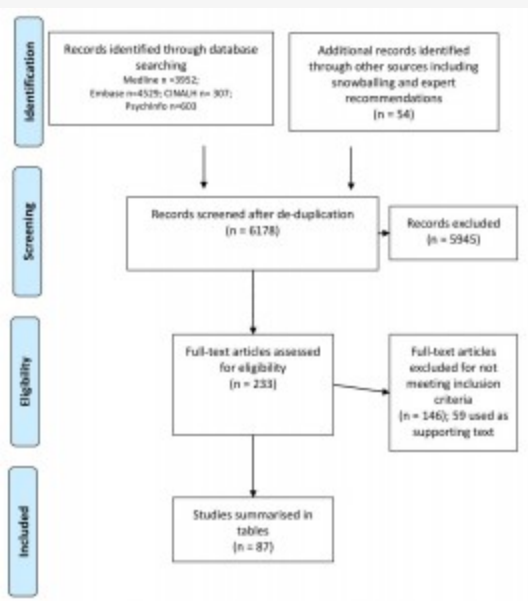 Identification
Records identified through database
searching
Medline n =3952;
Embase n=4529; CINALH n= 307;
PsychInfo n=603
Additional records identified
through other sources including
snowballing and expert
recommendations
(n = 54)
Screening
Records screened after de-duplication
(n = 6178)
Records excluded
(n = 5945)
Eligibility
Full-text articles assessed
for eligibility
(n = 233)
Full-text articles
excluded for not
meeting inclusion
criteria
(n = 146); 59 used as
supporting text
Included
Studies summarised in
tables
(n = 87)